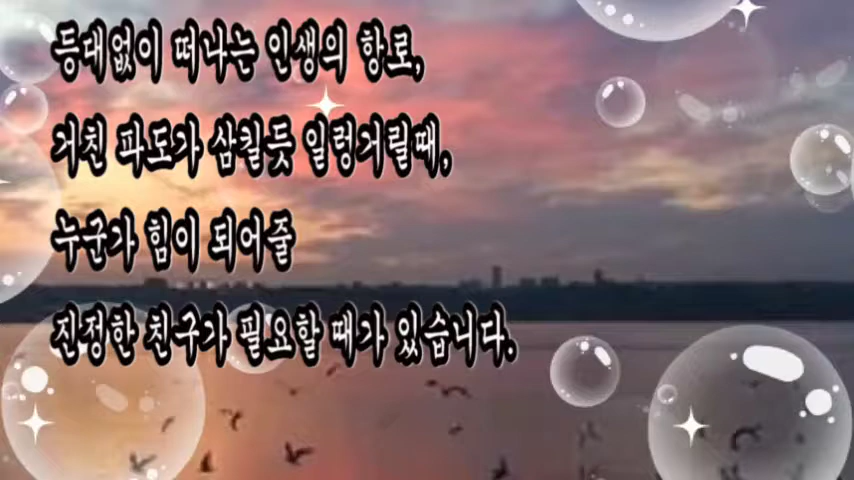 등대없이 떠나는 인생의 항로,
거친 파도가 삼킬듯 일렁거릴때,
누군가 힘이 되어줄
진정한 친구가 필요할 때가 있습니다.